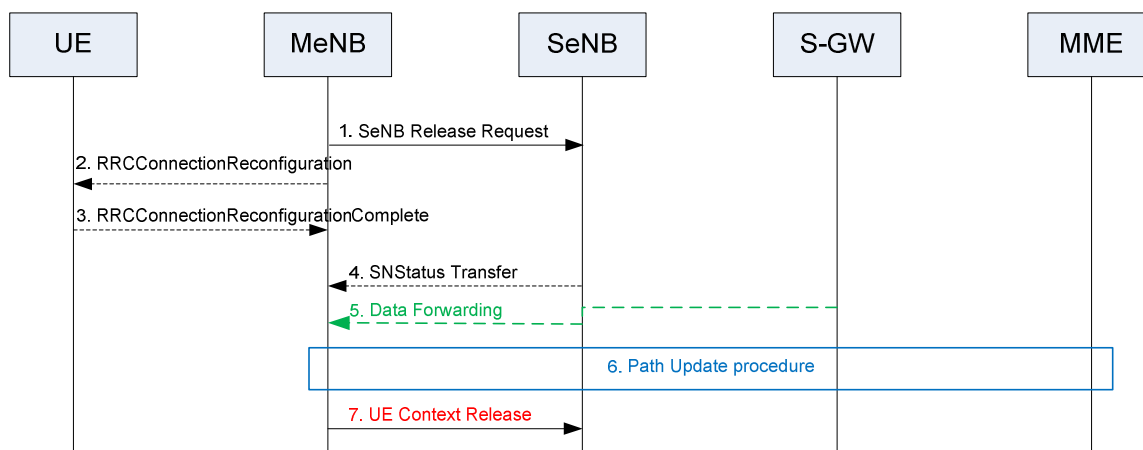 UE
MeNB
SeNB
S-GW
MME
1. SeNB Release Request
2. RRCConnectionReconfiguration
3. RRCConnectionReconfigurationComplete
4. SNStatus Transfer
5. Data Forwarding
6. Path Update procedure
7. UE Context Release